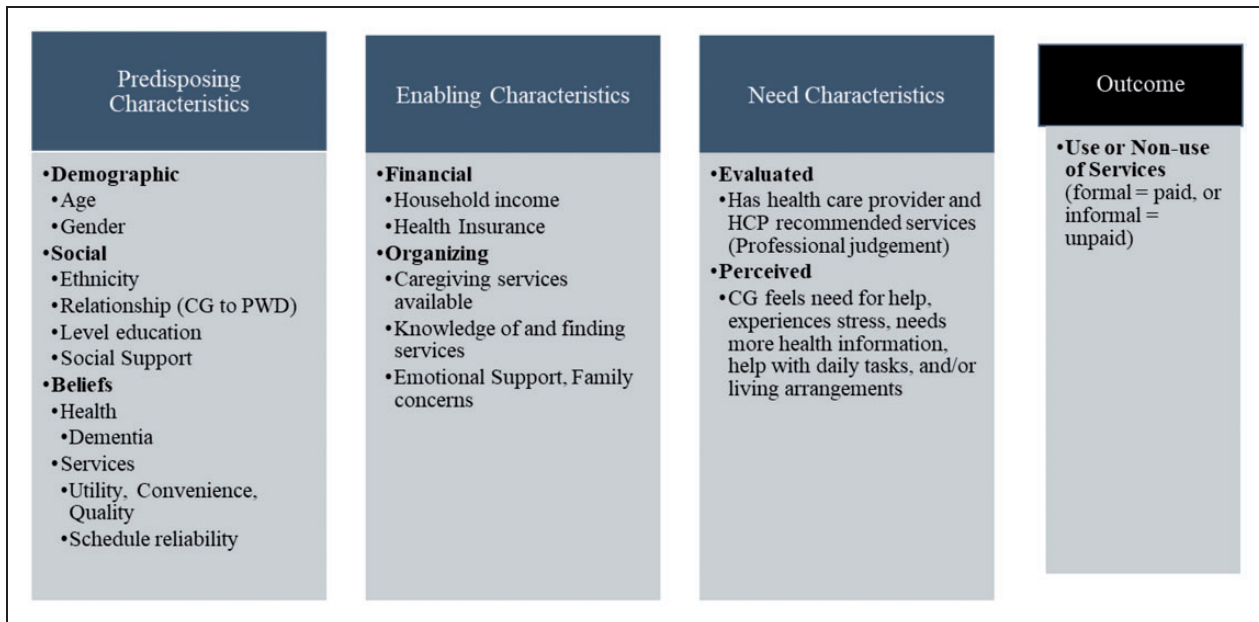 Predisposing
Characteristics
•Demographic
•Age
•Gender
•Social
•Ethnicity
•Relationship (CG to PWD)
•Level education
•Social Support
•Beliefs
•Health
•Dementia
•Services
•Utility, Convenience,
Quality
•Schedule reliability
Enabling Characteristics
•Financial
•Household income
•Health Insurance
•Organizing
•Caregiving services
available
•Knowledge of and finding
services
•Emotional Support, Family
concerns
Need Characteristics
•Evaluated
•Has health care provider and
HCP recommended services
(Professional judgement)
•Perceived
•CG feels need for help,
experiences stress, needs
more health information,
help with daily tasks, and/or
living arrangements
Outcome
•Use or Non-use
of Services
(formal = paid, or
informal =
unpaid)